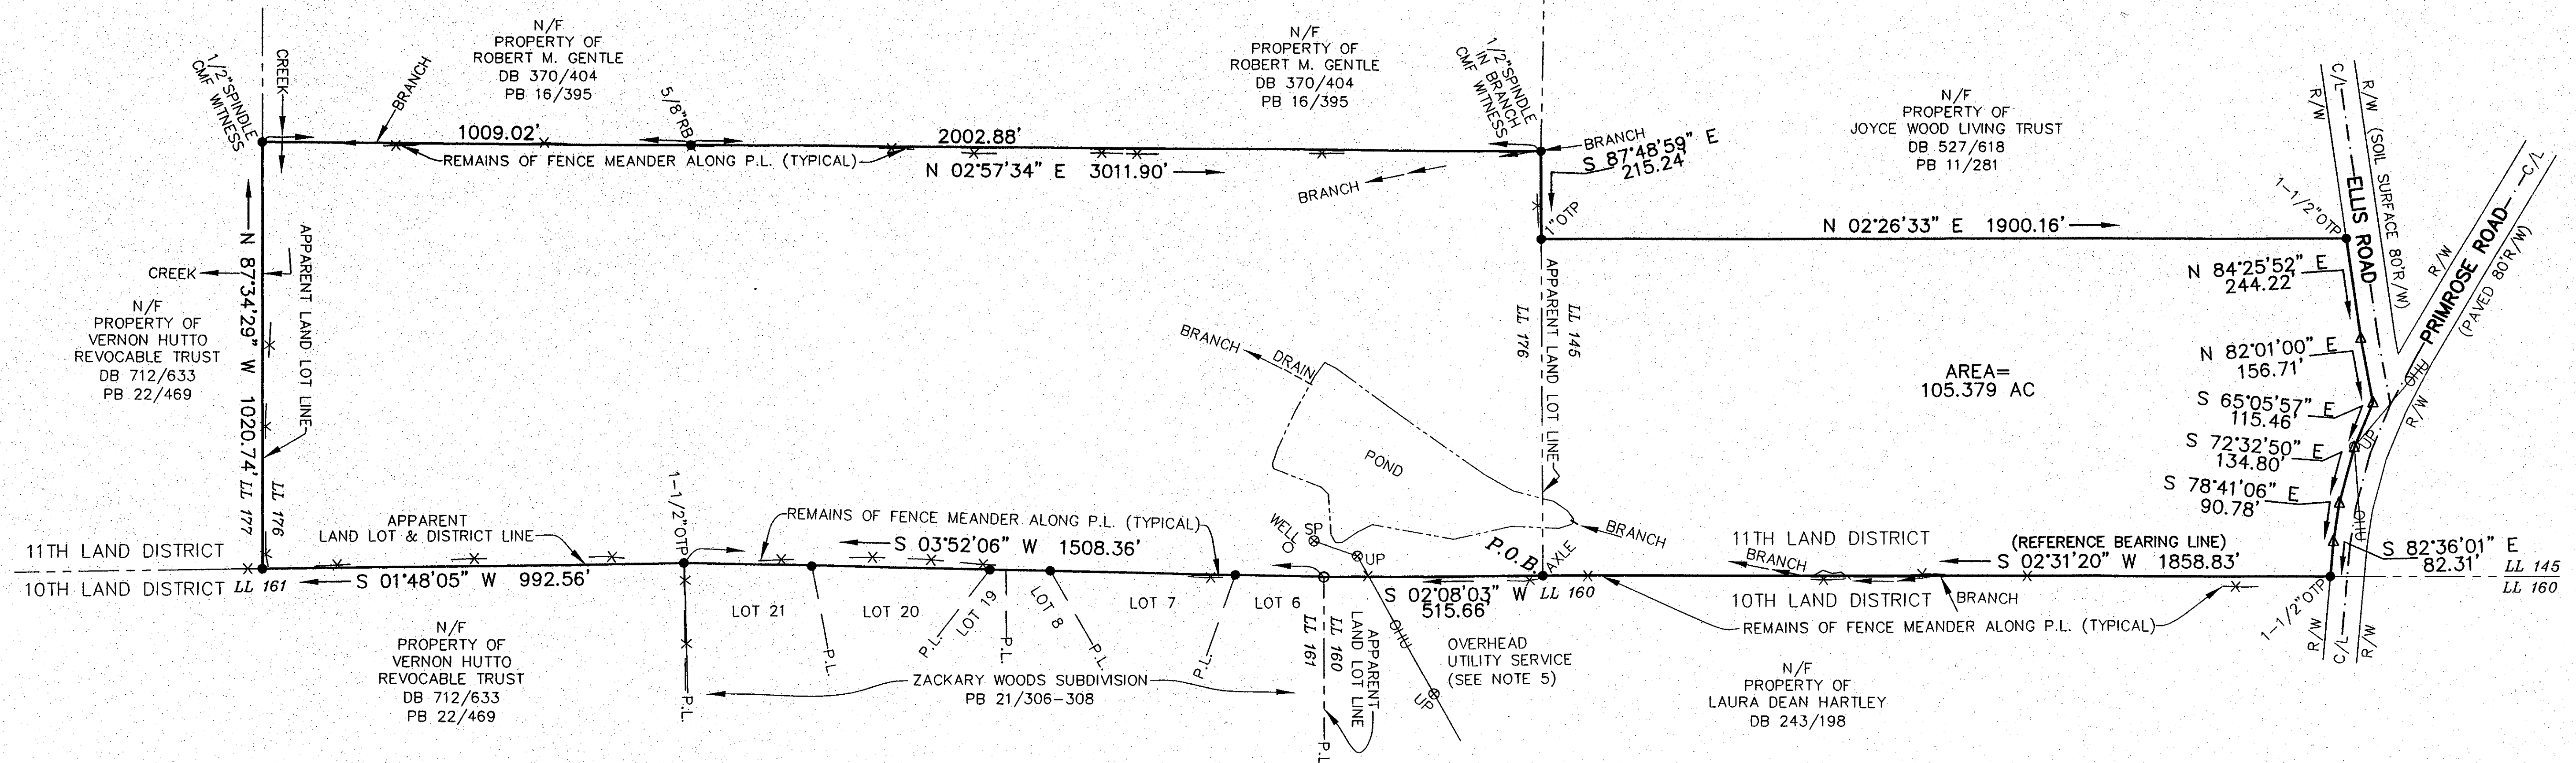 N/F
PROPERTY OF
ROBERT M. GENTLE
DB 370/404
PB 16/395
N/F
PROPERTY OF
ROBERT M. GENTLE
DB 370/404
PB 16/395
N/F
PROPERTY OF
JOYCE WOOD LIVING TRUST
DB 527/618
PB 11/281
1/2"SPINDLE
CMF WITNESS
CREEK
BRANCH
1009.02'
5/8"RB
2002.88'
REMAINS OF FENCE MEANDER ALONG P.L. (TYPICAL)
N 02°57'34" E 3011.90'
BRANCH
1/2"SPINDLE
IN BRANCH
CMF WITNESS
BRANCH
S 87°48'59" E
215.24'
1"OTP
N 02°26'33" E 1900.16'
1-1/2"OTP
R/W
C/L
ELLIS ROAD
R/W (SOIL SURFACE 80'R/W)
R/W
PRIMROSE ROAD
C/L
(PAVED 80'R/W)
R/W
N 84°25'52" E
244.22'
N 82°01'00" E
156.71'
S 65°05'57" E
115.46'
S 72°32'50" E
134.80'
S 78°41'06" E
90.78'
S 82°36'01" E
82.31'
OHU
UP
OHU
LL 145
LL 160
1-1/2"OTP
R/W
C/L
R/W
N 87°34'29" W 1020.74'
APPARENT LAND LOT LINE
CREEK
N/F
PROPERTY OF
VERNON HUTTO
REVOCABLE TRUST
DB 712/633
PB 22/469
LL 177
LL 176
BRANCH
DRAIN
POND
APPARENT LAND LOT LINE
LL 145
LL 176
AREA=
105.379 AC
11TH LAND DISTRICT
10TH LAND DISTRICT
LL 161
APPARENT
LAND LOT & DISTRICT LINE
S 01°48'05" W 992.56'
1-1/2"OTP
REMAINS OF FENCE MEANDER ALONG P.L. (TYPICAL)
S 03°52'06" W 1508.36'
WELL
SP
UP
P.O.B.
AXLE
BRANCH
S 02°08'03" W
515.66'
LL 160
11TH LAND DISTRICT
BRANCH
(REFERENCE BEARING LINE)
S 02°31'20" W 1858.83'
10TH LAND DISTRICT
BRANCH
REMAINS OF FENCE MEANDER ALONG P.L. (TYPICAL)
LOT 21
LOT 20
LOT 19
LOT 8
LOT 7
LOT 6
P.L.
P.L.
P.L.
P.L.
P.L.
P.L.
P.L.
ZACKARY WOODS SUBDIVISION
PB 21/306-308
LL 161
LL 160
APPARENT
LAND LOT LINE
OHU
UP
OVERHEAD
UTILITY SERVICE
(SEE NOTE 5)
N/F
PROPERTY OF
VERNON HUTTO
REVOCABLE TRUST
DB 712/633
PB 22/469
N/F
PROPERTY OF
LAURA DEAN HARTLEY
DB 243/198